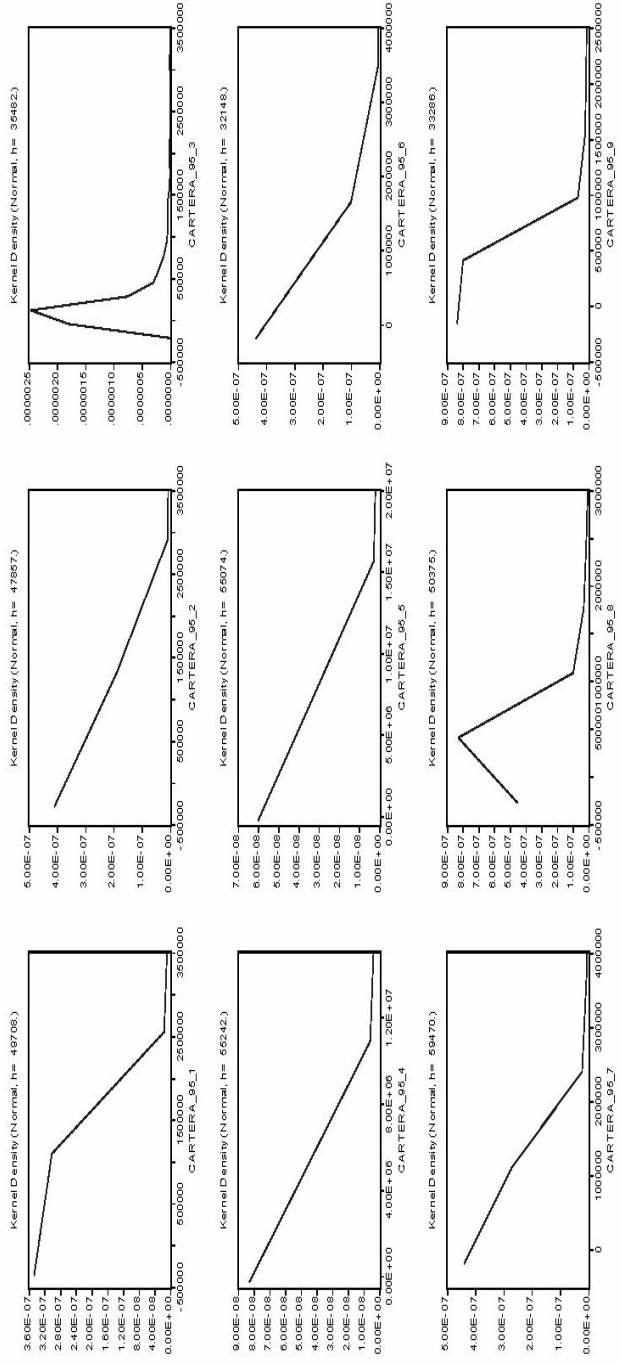 Kernel Density (Normal, h= 49708.)
3.60E-07
3.20E-07
2.80E-07
2.40E-07
2.00E-07
1.60E-07
1.20E-07
8.00E-08
4.00E-08
0.00E+00
-500000 500000 1500000 2500000 3500000
CARTERA_95_1
Kernel Density (Normal, h= 47857.)
5.00E-07
4.00E-07
3.00E-07
2.00E-07
1.00E-07
0.00E+00
-500000 500000 1500000 2500000 3500000
CARTERA_95_2
Kernel Density (Normal, h= 35482.)
.0000025
.0000020
.0000015
.0000010
.0000005
.0000000
-500000 500000 1500000 2500000 3500000
CARTERA_95_3
Kernel Density (Normal, h= 55242.)
9.00E-08
8.00E-08
7.00E-08
6.00E-08
5.00E-08
4.00E-08
3.00E-08
2.00E-08
1.00E-08
0.00E+00
0.00E+00 4.00E+06 8.00E+06 1.20E+07
CARTERA_95_4
Kernel Density (Normal, h= 55074.)
7.00E-08
6.00E-08
5.00E-08
4.00E-08
3.00E-08
2.00E-08
1.00E-08
0.00E+00
0.00E+00 5.00E+06 1.00E+07 1.50E+07 2.00E+07
CARTERA_95_5
Kernel Density (Normal, h= 32148.)
5.00E-07
4.00E-07
3.00E-07
2.00E-07
1.00E-07
0.00E+00
0 1000000 2000000 3000000 4000000
CARTERA_95_6
Kernel Density (Normal, h= 59470.)
5.00E-07
4.00E-07
3.00E-07
2.00E-07
1.00E-07
0.00E+00
0 1000000 2000000 3000000 4000000
CARTERA_95_7
Kernel Density (Normal, h= 50375.)
9.00E-07
8.00E-07
7.00E-07
6.00E-07
5.00E-07
4.00E-07
3.00E-07
2.00E-07
1.00E-07
0.00E+00
-500000 500000 1000000 2000000 3000000
CARTERA_95_8
Kernel Density (Normal, h= 33286.)
9.00E-07
8.00E-07
7.00E-07
6.00E-07
5.00E-07
4.00E-07
3.00E-07
2.00E-07
1.00E-07
0.00E+00
-500000 0 500000 1000000 1500000 2000000 2500000
CARTERA_95_9